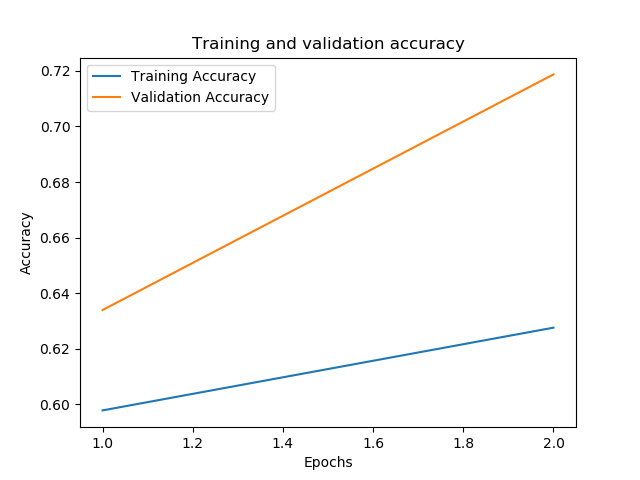 Training and validation accuracy
Training Accuracy
Validation Accuracy
0.72
0.70
0.68
0.66
0.64
0.62
0.60
Accuracy
1.0 1.2 1.4 1.6 1.8 2.0
Epochs